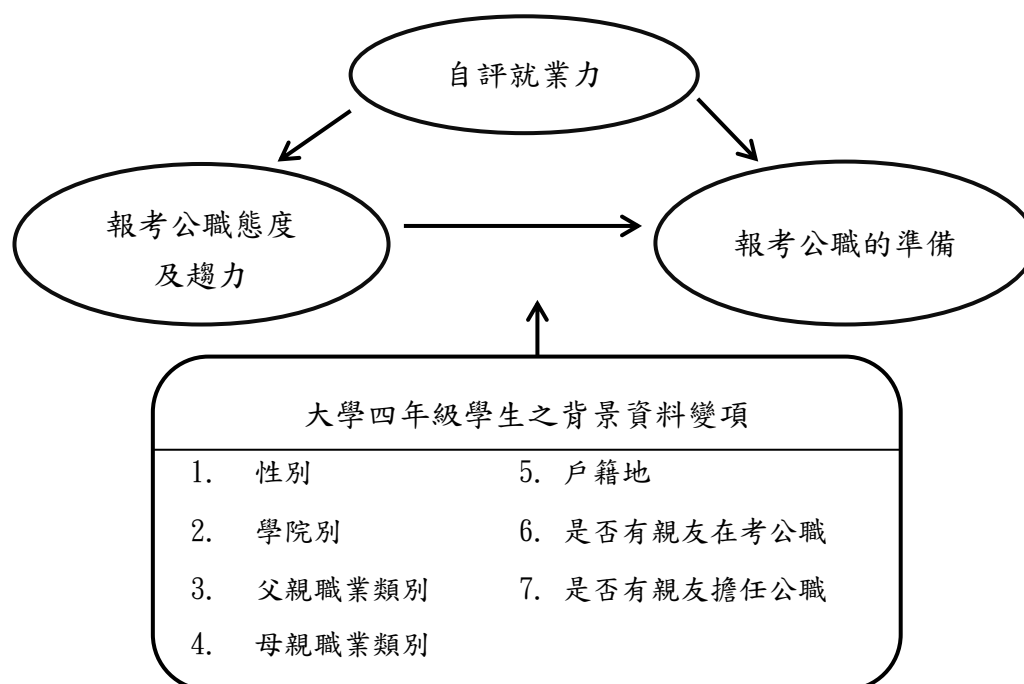 自評就業力
報考公職態度
及趨力
報考公職的準備
大學四年級學生之背景資料變項
1. 性別
2. 學院別
3. 父親職業類別
4. 母親職業類別
5. 戶籍地
6. 是否有親友在考公職
7. 是否有親友擔任公職